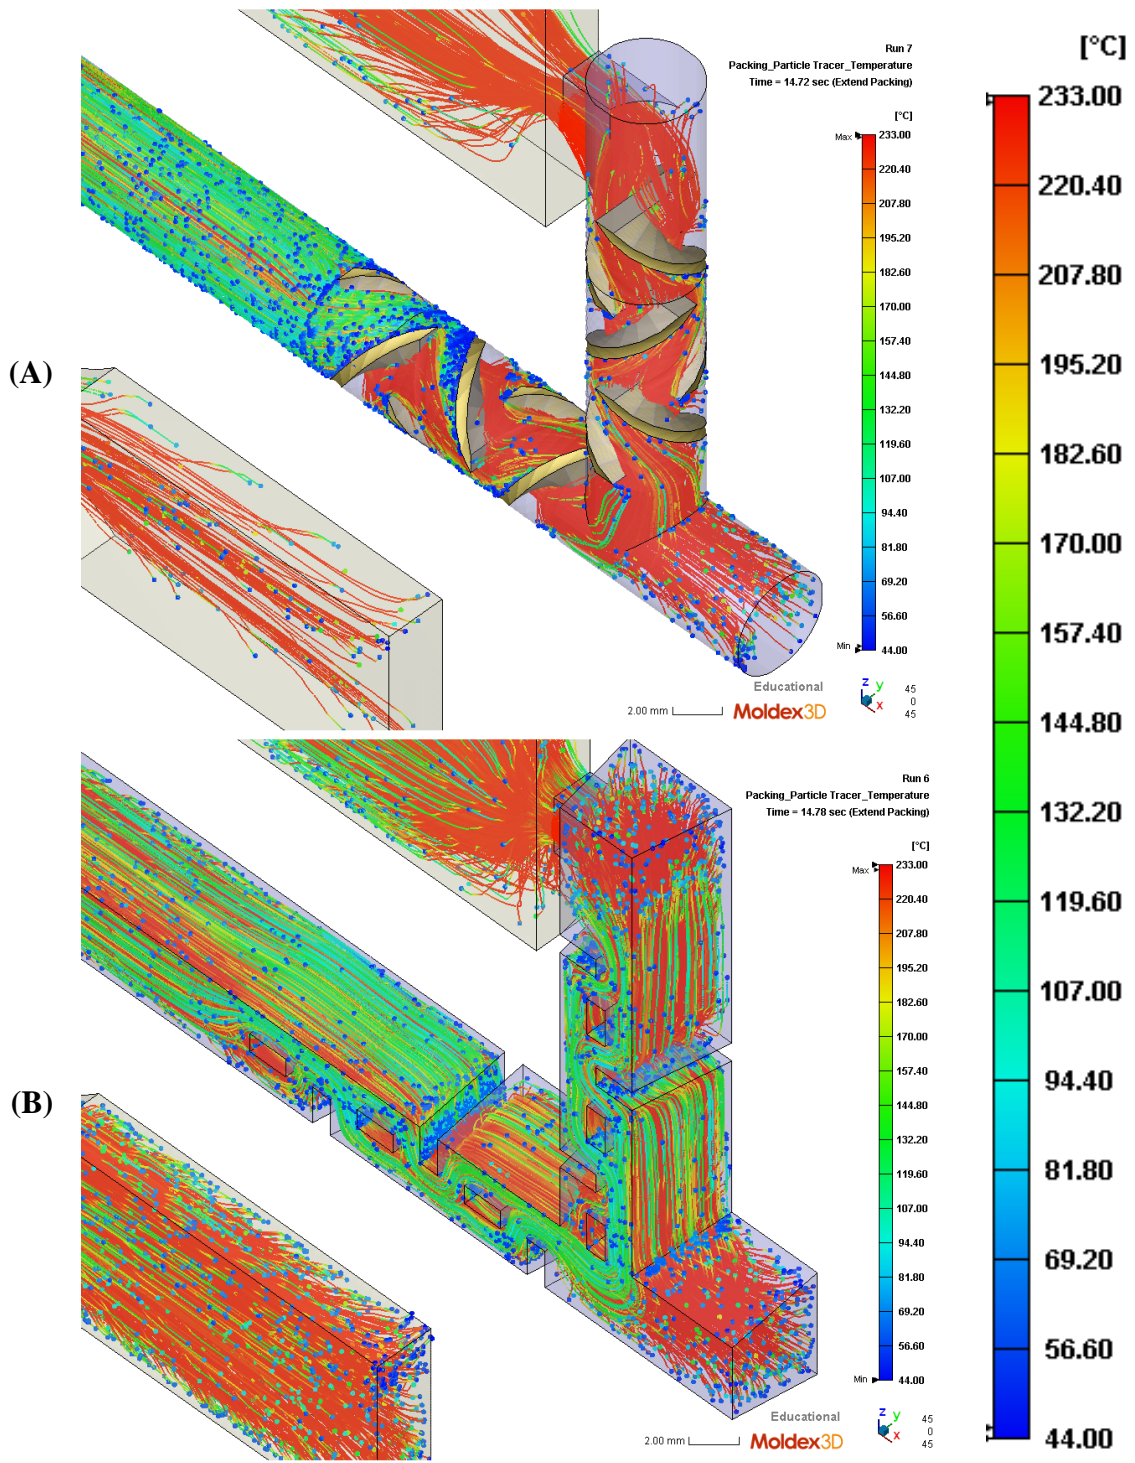 Run 7
Packing_Particle Tracer_Temperature
Time = 14.72 sec (Extend Packing)
[°C]
Max
233.00
220.40
207.80
195.20
182.60
170.00
157.40
144.80
132.20
119.60
107.00
94.40
81.80
69.20
56.60
Min
44.00
(A)
Educational
2.00 mm
Moldex3D
z
y
x
45
0
45
Run 6
Packing_Particle Tracer_Temperature
Time = 14.78 sec (Extend Packing)
[°C]
Max
233.00
220.40
207.80
195.20
182.60
170.00
157.40
144.80
132.20
119.60
107.00
94.40
81.80
69.20
56.60
Min
44.00
(B)
Educational
2.00 mm
Moldex3D
z
y
x
45
0
45
[°C]
233.00
220.40
207.80
195.20
182.60
170.00
157.40
144.80
132.20
119.60
107.00
94.40
81.80
69.20
56.60
44.00